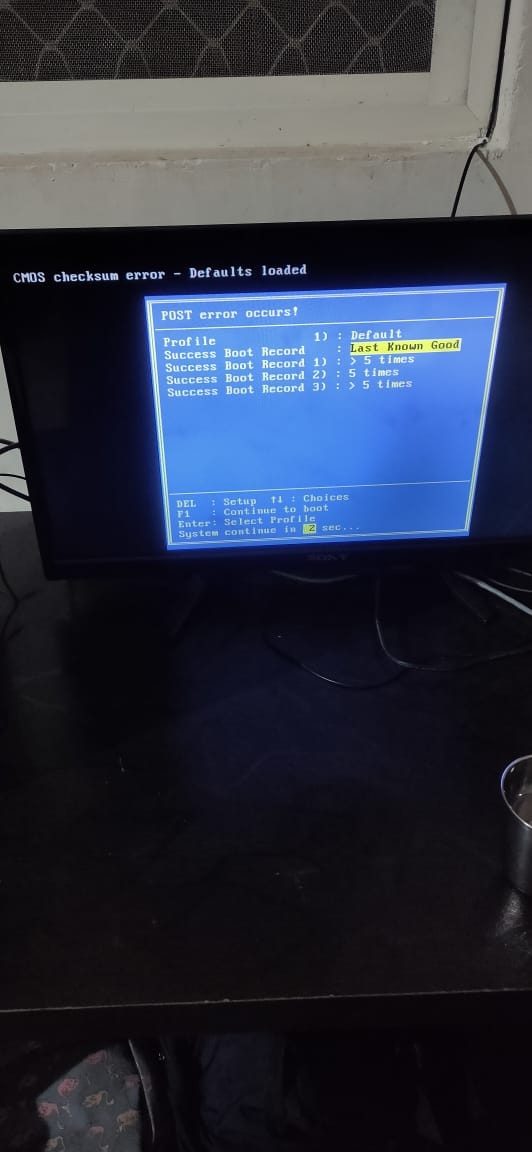 CMOS checksum error - Defaults loaded
POST error occurs!
Profile 1) : Default
Success Boot Record : Last Known Good
Success Boot Record 1) : > 5 times
Success Boot Record 2) : 5 times
Success Boot Record 3) : > 5 times
DEL : Setup ↑↓ : Choices
F1 : Continue to boot
Enter: Select Profile
System continue in 2 sec...
SONY